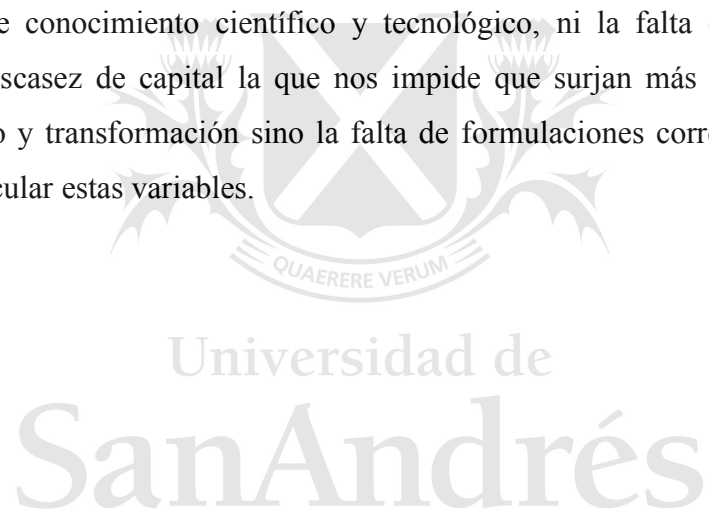 e conocimiento científico y tecnológico, ni la falta
scasez de capital la que nos impide que surjan más
o y transformación sino la falta de formulaciones corr
cular estas variables.
QUAERERE VERUM
Universidad de
SanAndrés